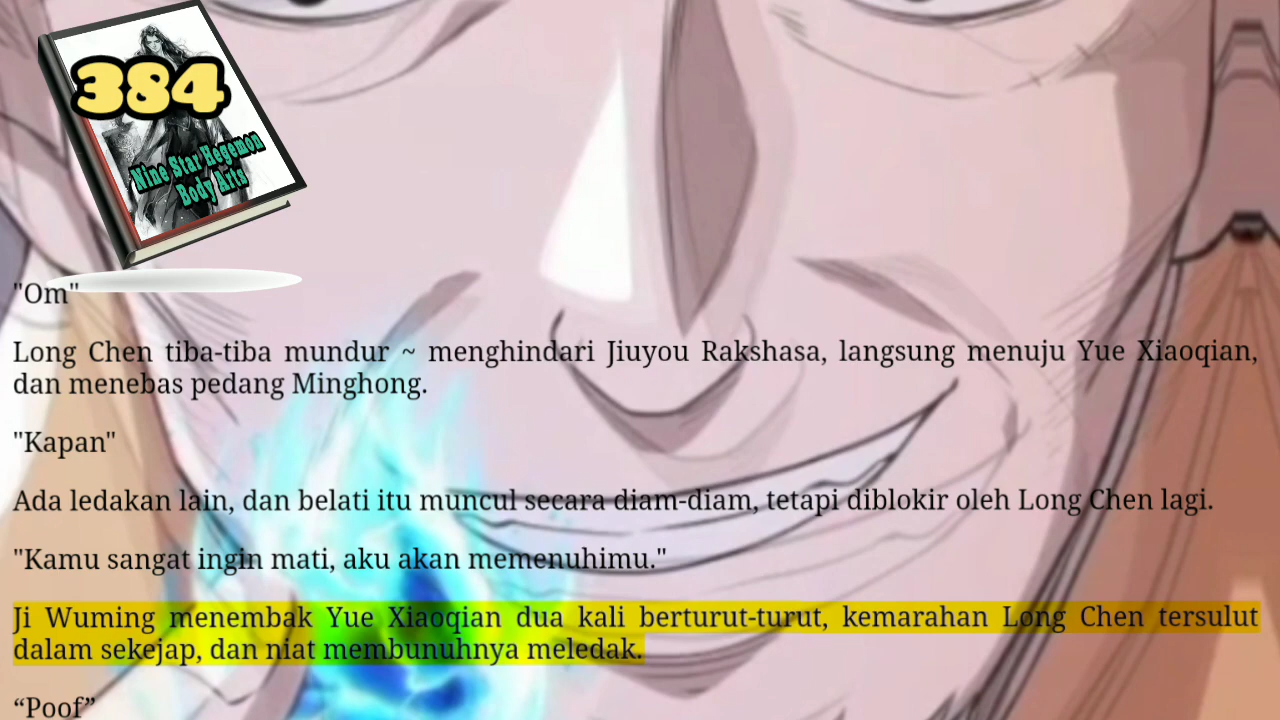 384
Nine Star Hegemon
Body Arts
"Om"
Long Chen tiba-tiba mundur ~ menghindari Jiuyou Rakshasa, langsung menuju Yue Xiaoqian,
dan menebas pedang Minghong.
"Kapan"
Ada ledakan lain, dan belati itu muncul secara diam-diam, tetapi diblokir oleh Long Chen lagi.
"Kamu sangat ingin mati, aku akan memenuhimu."
Ji Wuming menembak Yue Xiaoqian dua kali berturut-turut, kemarahan Long Chen tersulut
dalam sekejap, dan niat membunuhnya meledak.
“Poof”